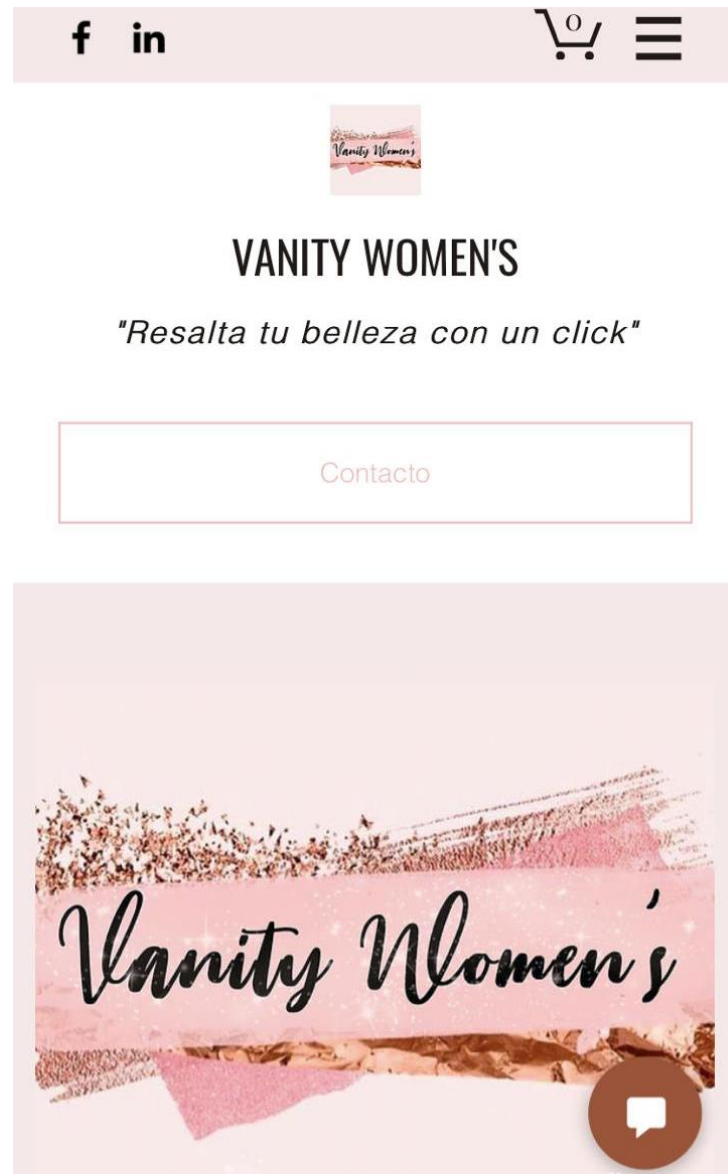 f in
0
Vanity Women's
VANITY WOMEN'S
"Resalta tu belleza con un click"
Contacto
Vanity Women's